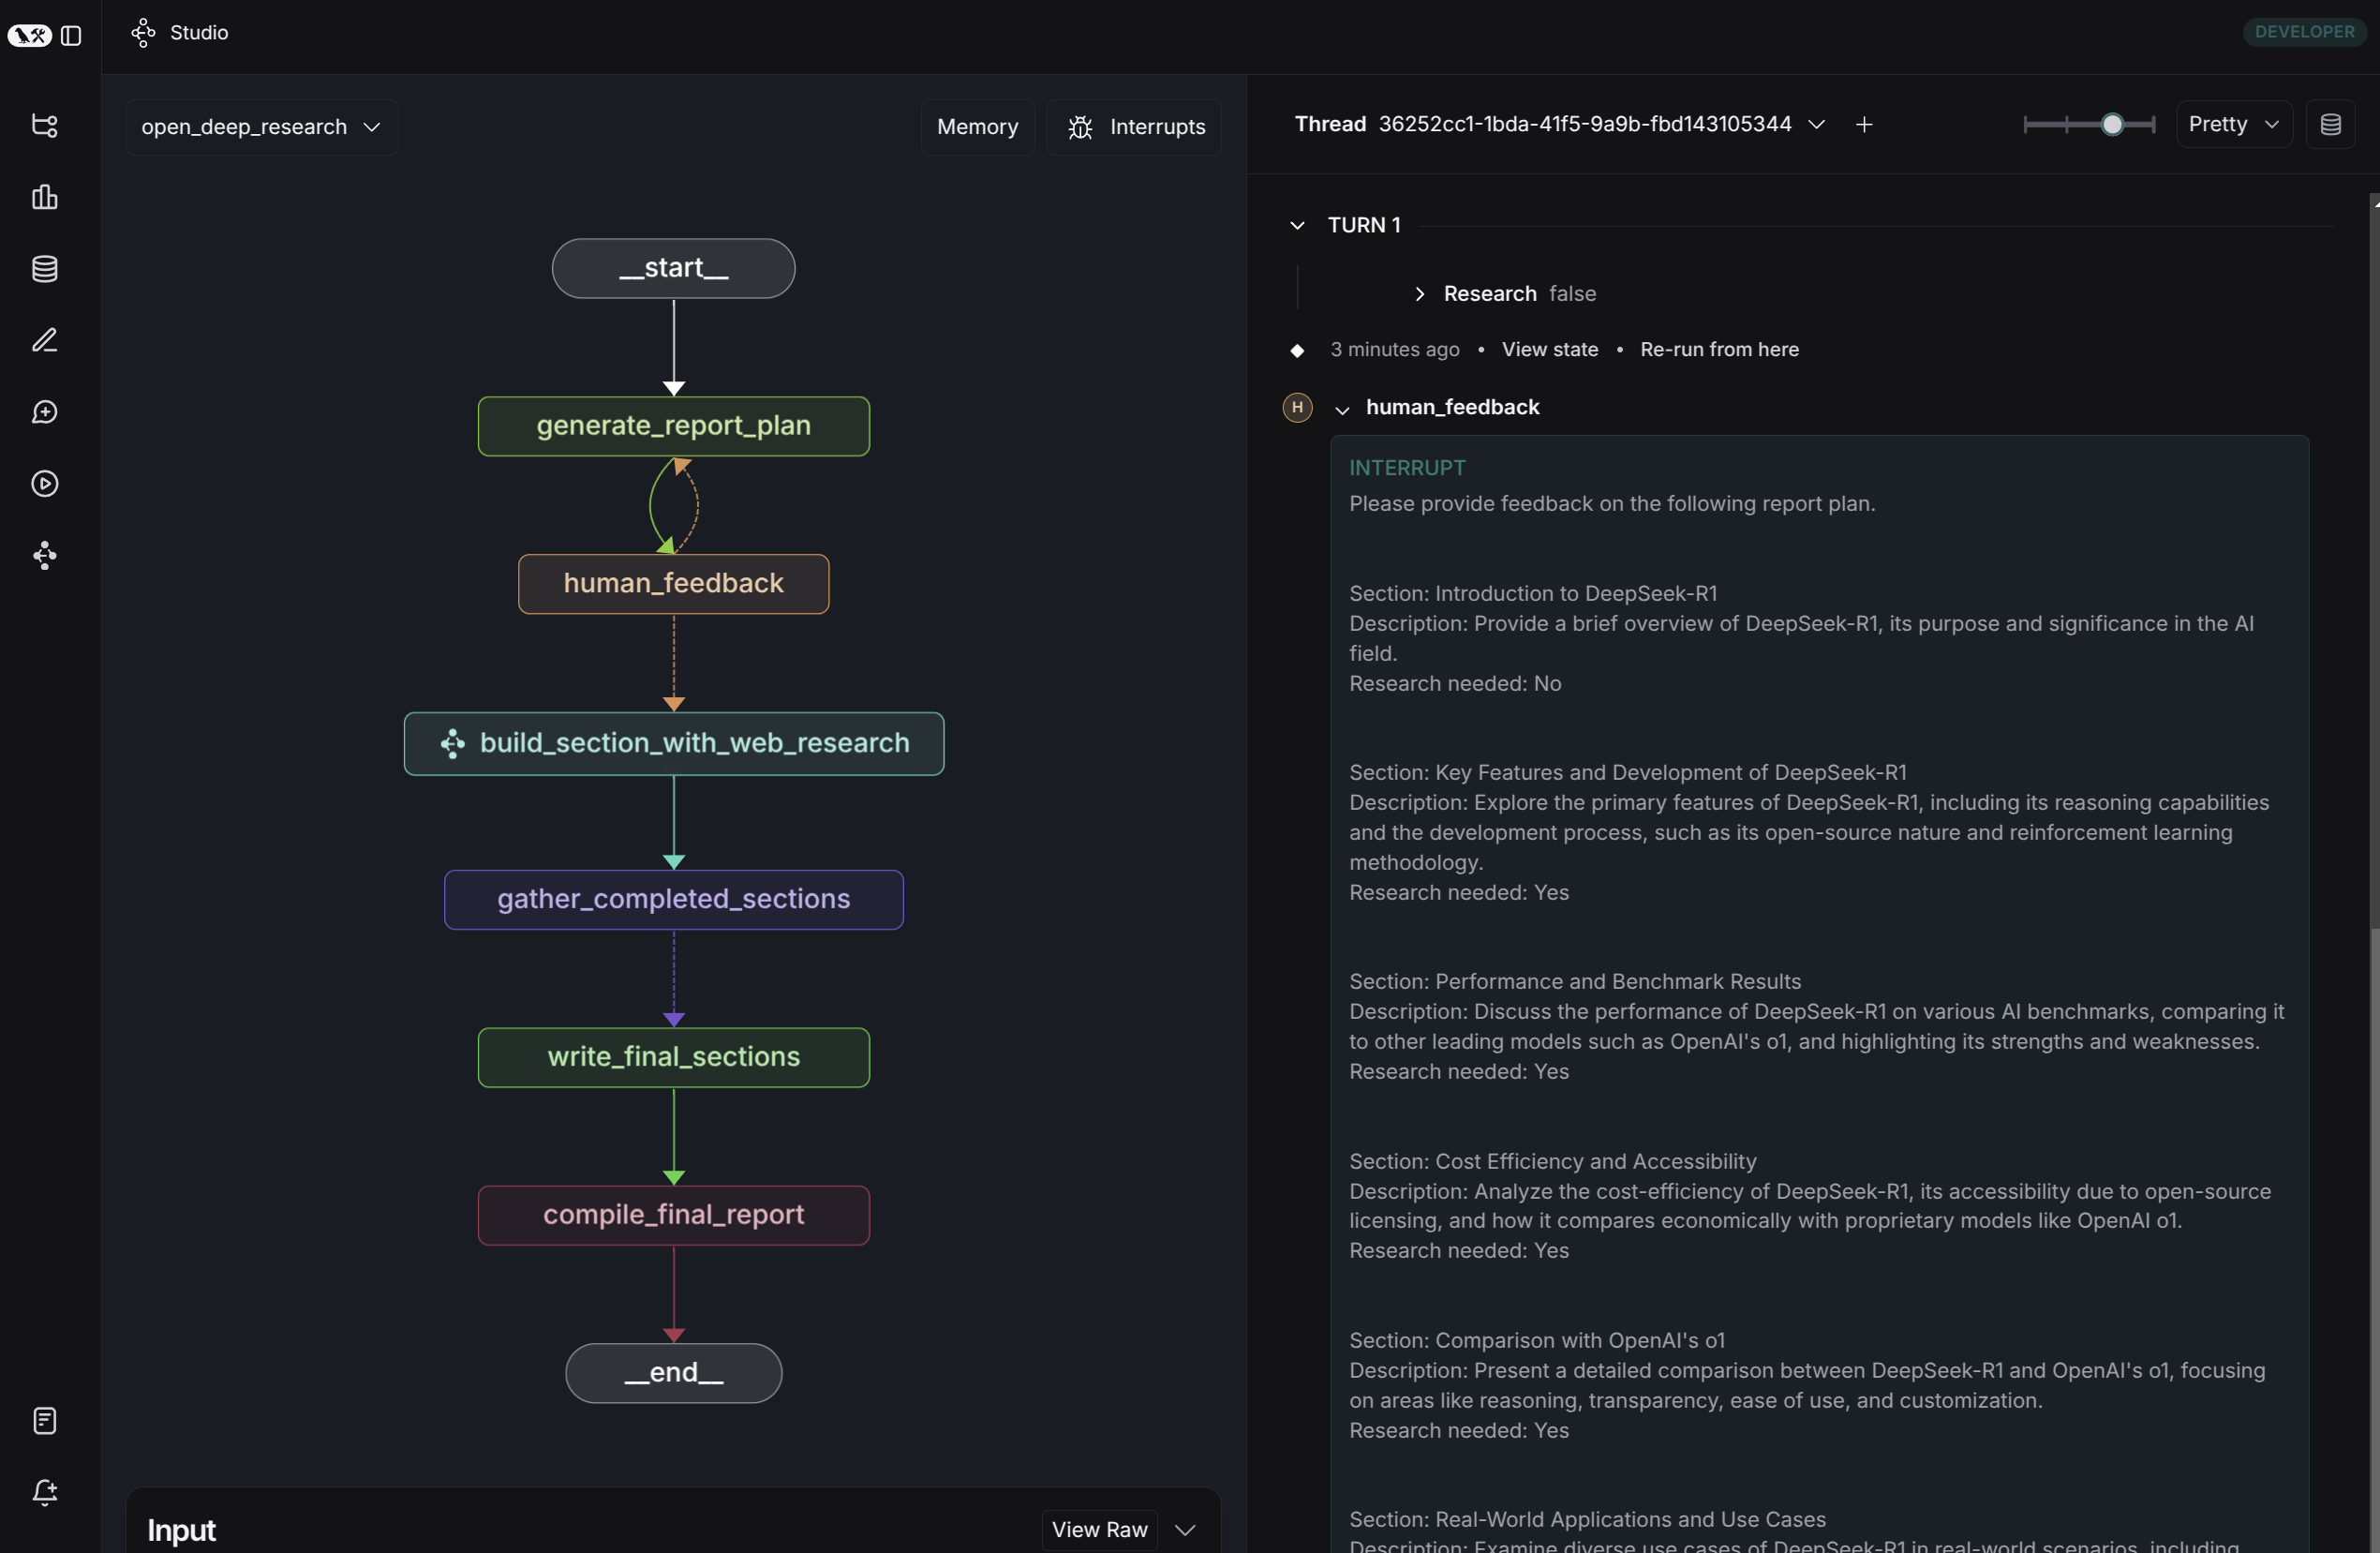 Studio
DEVELOPER
open_deep_research
Memory
Interrupts
__start__
generate_report_plan
human_feedback
build_section_with_web_research
gather_completed_sections
write_final_sections
compile_final_report
__end__
Input
View Raw
Thread 36252cc1-1bda-41f5-9a9b-fbd143105344
Pretty
TURN 1
Research false
3 minutes ago • View state • Re-run from here
H
human_feedback
INTERRUPT
Please provide feedback on the following report plan.
Section: Introduction to DeepSeek-R1
Description: Provide a brief overview of DeepSeek-R1, its purpose and significance in the AI
field.
Research needed: No
Section: Key Features and Development of DeepSeek-R1
Description: Explore the primary features of DeepSeek-R1, including its reasoning capabilities
and the development process, such as its open-source nature and reinforcement learning
methodology.
Research needed: Yes
Section: Performance and Benchmark Results
Description: Discuss the performance of DeepSeek-R1 on various AI benchmarks, comparing it
to other leading models such as OpenAI's o1, and highlighting its strengths and weaknesses.
Research needed: Yes
Section: Cost Efficiency and Accessibility
Description: Analyze the cost-efficiency of DeepSeek-R1, its accessibility due to open-source
licensing, and how it compares economically with proprietary models like OpenAI o1.
Research needed: Yes
Section: Comparison with OpenAI's o1
Description: Present a detailed comparison between DeepSeek-R1 and OpenAI's o1, focusing
on areas like reasoning, transparency, ease of use, and customization.
Research needed: Yes
Section: Real-World Applications and Use Cases
Description: Examine diverse use cases of DeepSeek-R1 in real-world scenarios, including